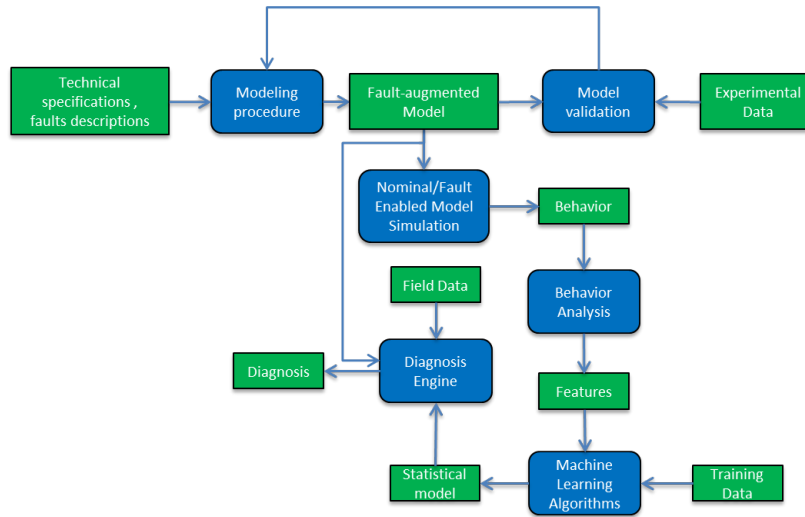 Technical
specifications ,
faults descriptions
Modeling
procedure
Fault-augmented
Model
Model
validation
Experimental
Data
Nominal/Fault
Enabled Model
Simulation
Behavior
Field Data
Behavior
Analysis
Diagnosis
Diagnosis
Engine
Features
Statistical
model
Machine
Learning
Algorithms
Training
Data